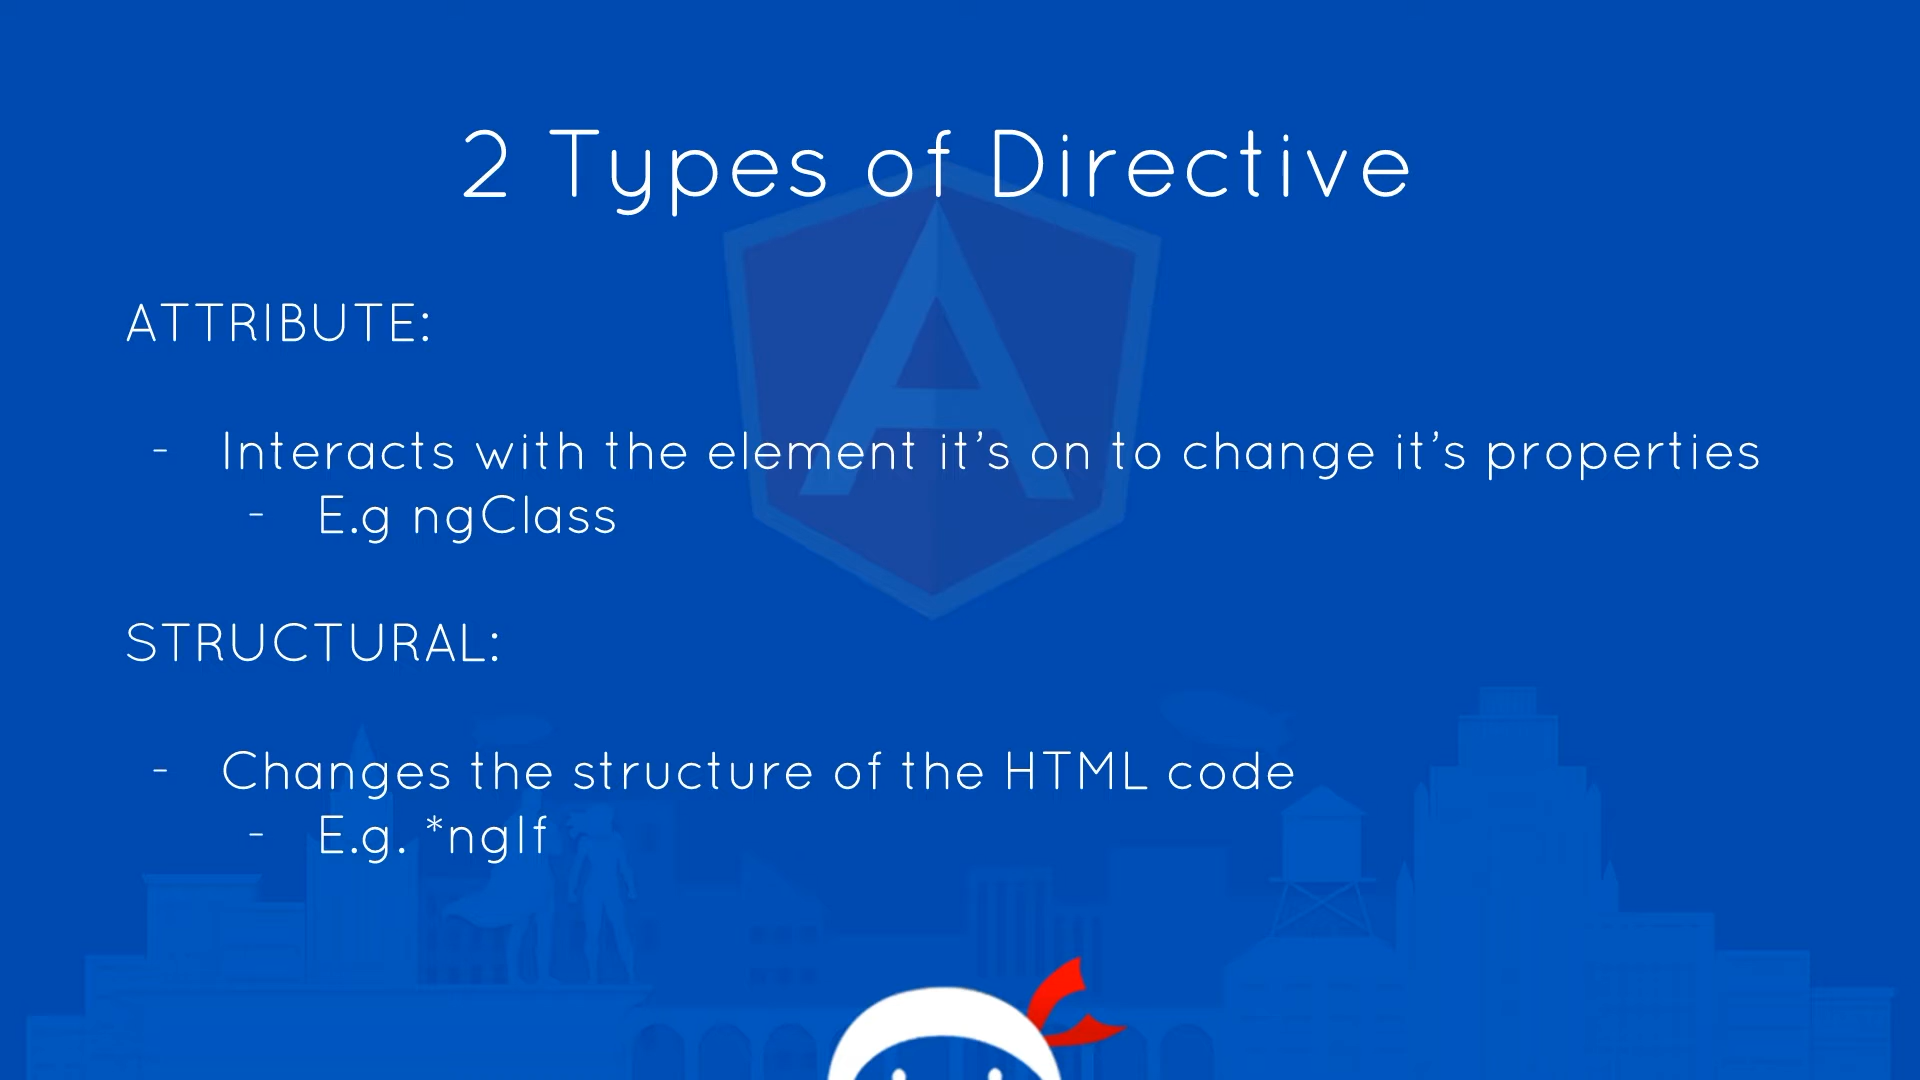 2 Types of Directive
ATTRIBUTE:
- Interacts with the element it’s on to change it’s properties
- E.g ngClass
STRUCTURAL:
- Changes the structure of the HTML code
- E.g. *ngIf